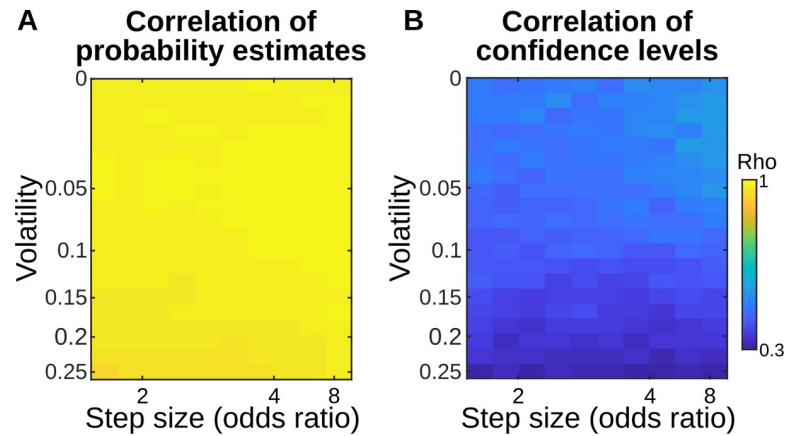 A
Correlation of
probability estimates
Volatility
0
0.05
0.1
0.15
0.2
0.25
2
4
8
Step size (odds ratio)
B
Correlation of
confidence levels
Volatility
0
0.05
0.1
0.15
0.2
0.25
2
4
8
Step size (odds ratio)
Rho
1
0.3